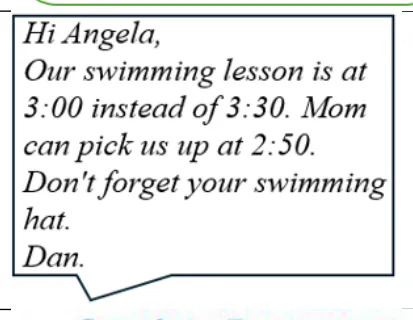 Hi Angela,
Our swimming lesson is at
3:00 instead of 3:30. Mom
can pick us up at 2:50.
Don't forget your swimming
hat.
Dan.